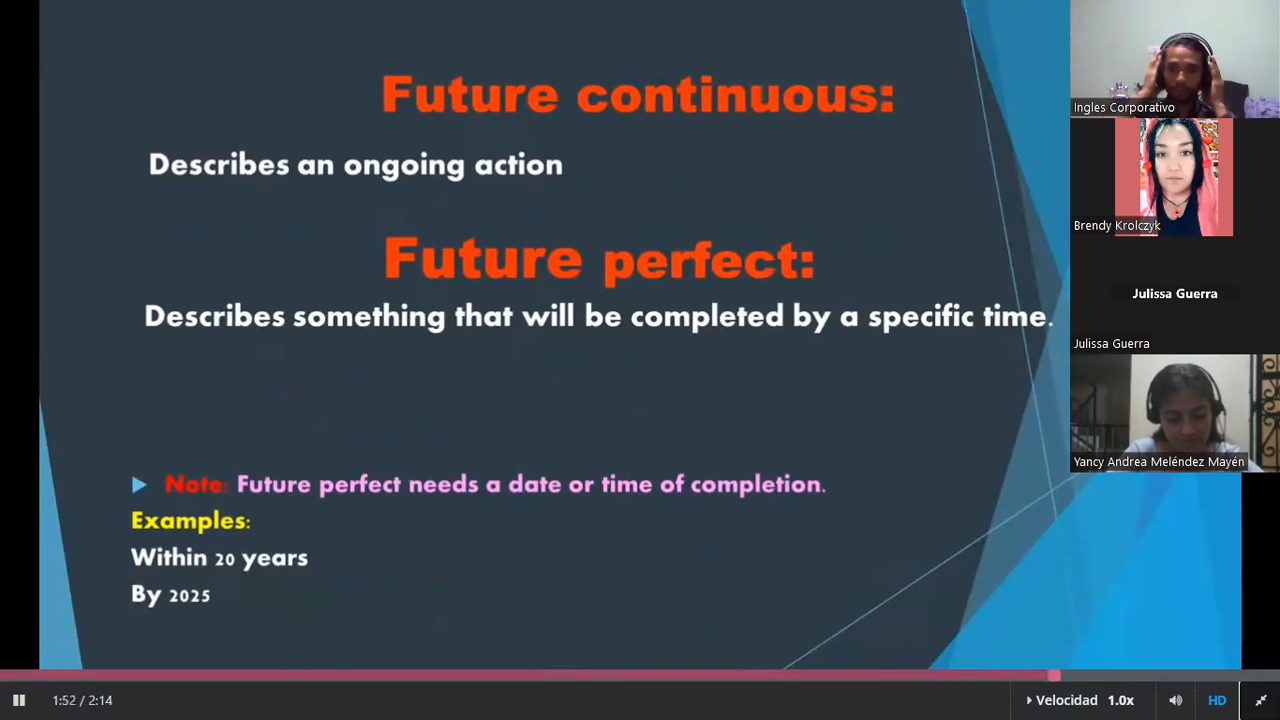 Future continuous:
Describes an ongoing action
Future perfect:
Describes something that will be completed by a specific time.
Note: Future perfect needs a date or time of completion.
Examples:
Within 20 years
By 2025
Ingles Corporativo
Brendy Krolczyk
Julissa Guerra
Julissa Guerra
Yancy Andrea Meléndez Mayén
1:52 / 2:14
Velocidad 1.0x
HD